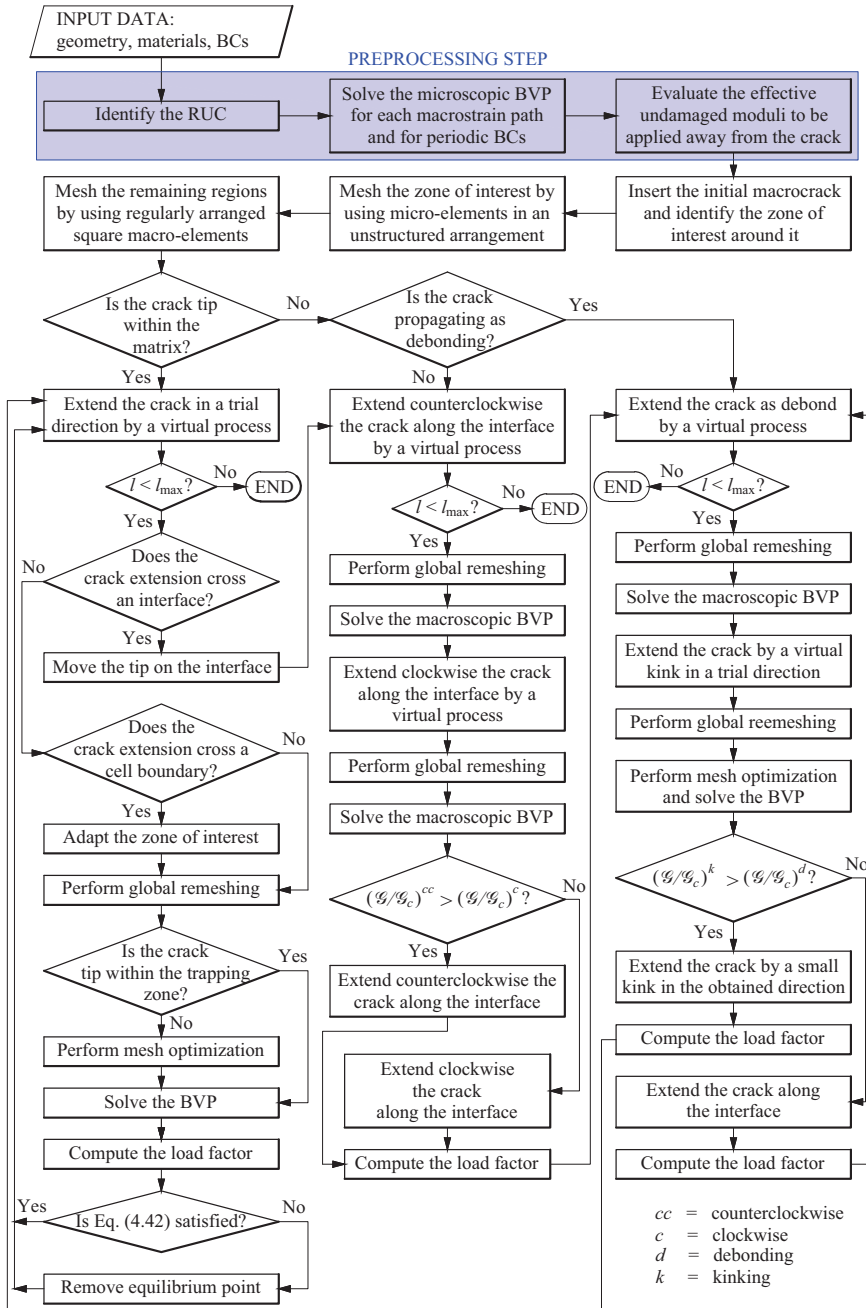 INPUT DATA:
geometry, materials, BCs
PREPROCESSING STEP
Identify the RUC
Solve the microscopic BVP
for each macrostrain path
and for periodic BCs
Evaluate the effective
undamaged moduli to be
applied away from the crack
Mesh the remaining regions
by using regularly arranged
square macro-elements
Mesh the zone of interest by
using micro-elements in an
unstructured arrangement
Insert the initial macrocrack
and identify the zone of
interest around it
Is the crack tip
within the
matrix?
No
Yes
Is the crack
propagating as
debonding?
Yes
No
Extend the crack in a trial
direction by a virtual process
l < lmax?
No
END
Yes
Does the
crack extension cross
an interface?
No
Yes
Move the tip on the interface
Does the
crack extension cross a
cell boundary?
No
Yes
Adapt the zone of interest
Perform global remeshing
Is the crack
tip within the trapping
zone?
Yes
No
Perform mesh optimization
Solve the BVP
Compute the load factor
Yes
Is Eq. (4.42) satisfied?
No
Remove equilibrium point
Extend counterclockwise
the crack along the interface
by a virtual process
l < lmax?
No
END
Yes
Perform global remeshing
Solve the macroscopic BVP
Extend clockwise the crack
along the interface by a
virtual process
Perform global remeshing
Solve the macroscopic BVP
(𝒢/𝒢c)^cc > (𝒢/𝒢c)^c?
No
Yes
Extend counterclockwise the
crack along the interface
Extend clockwise
the crack
along the interface
Compute the load factor
Extend the crack as debond
by a virtual process
No
END
l < lmax?
Yes
Perform global remeshing
Solve the macroscopic BVP
Extend the crack by a virtual
kink in a trial direction
Perform global reemeshing
Perform mesh optimization
and solve the BVP
(𝒢/𝒢c)^k > (𝒢/𝒢c)^d?
No
Yes
Extend the crack by a small
kink in the obtained direction
Compute the load factor
Extend the crack along
the interface
Compute the load factor
cc = counterclockwise
c = clockwise
d = debonding
k = kinking